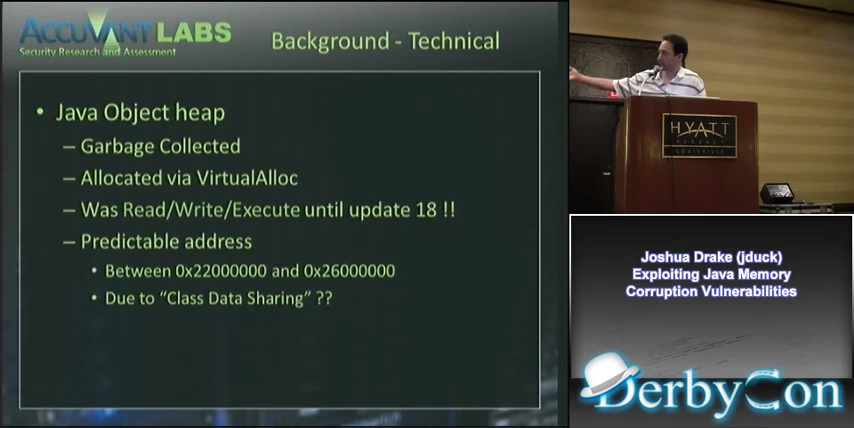 ACCUVANT LABS
Security Research and Assessment
Background - Technical
• Java Object heap
– Garbage Collected
– Allocated via VirtualAlloc
– Was Read/Write/Execute until update 18 !!
– Predictable address
• Between 0x22000000 and 0x26000000
• Due to “Class Data Sharing” ??
HYATT
REGENCY
LOUISVILLE
Joshua Drake (jduck)
Exploiting Java Memory
Corruption Vulnerabilities
DerbyCon